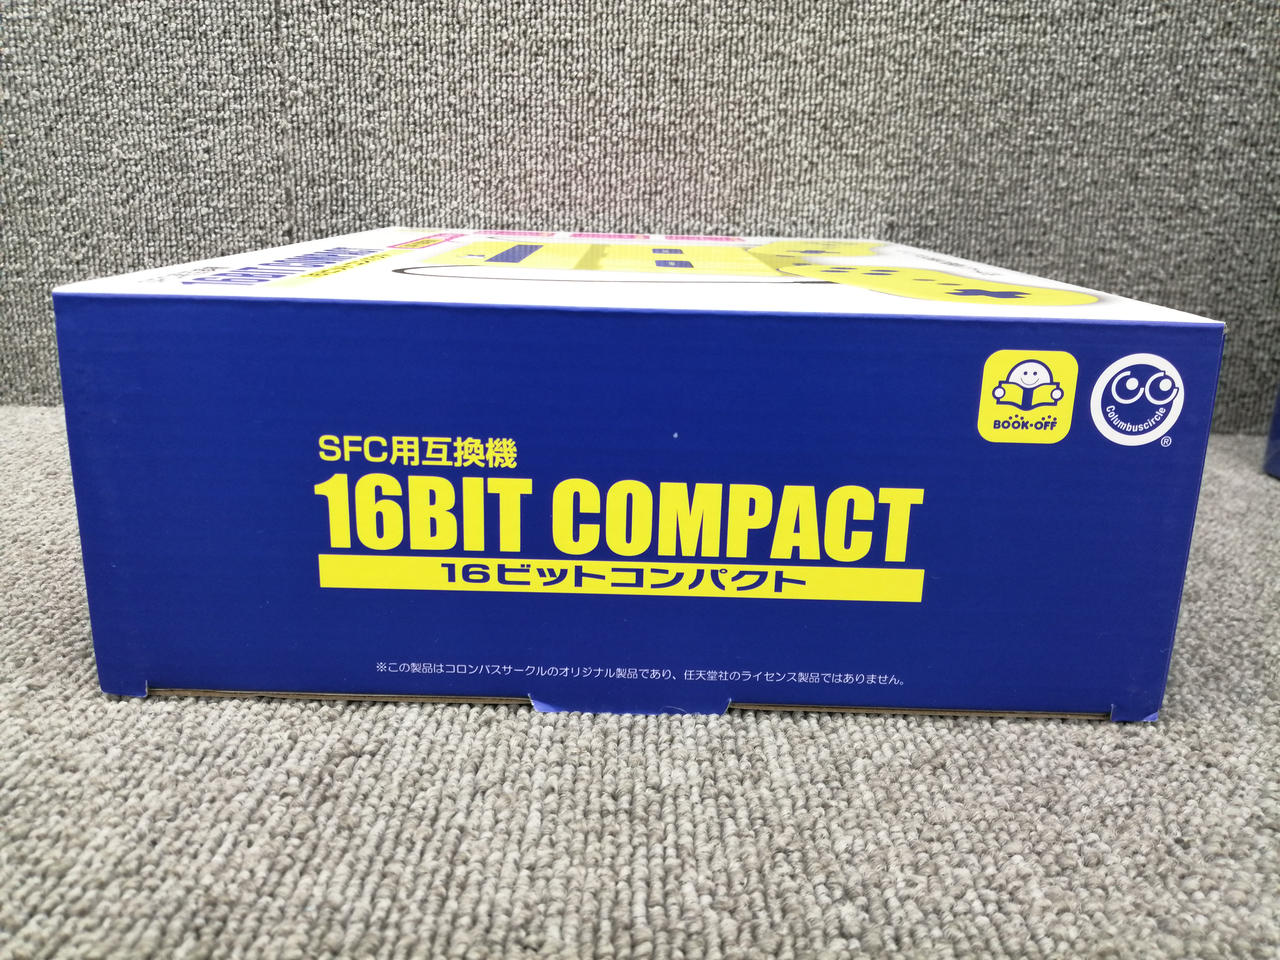 16BIT COMPACT
BOOK·OFF
Columbuscircle
®
SFC用互換機
16BIT COMPACT
16ビットコンパクト
※この製品はコロンバスサークルのオリジナル製品であり、任天堂社のライセンス製品ではありません。